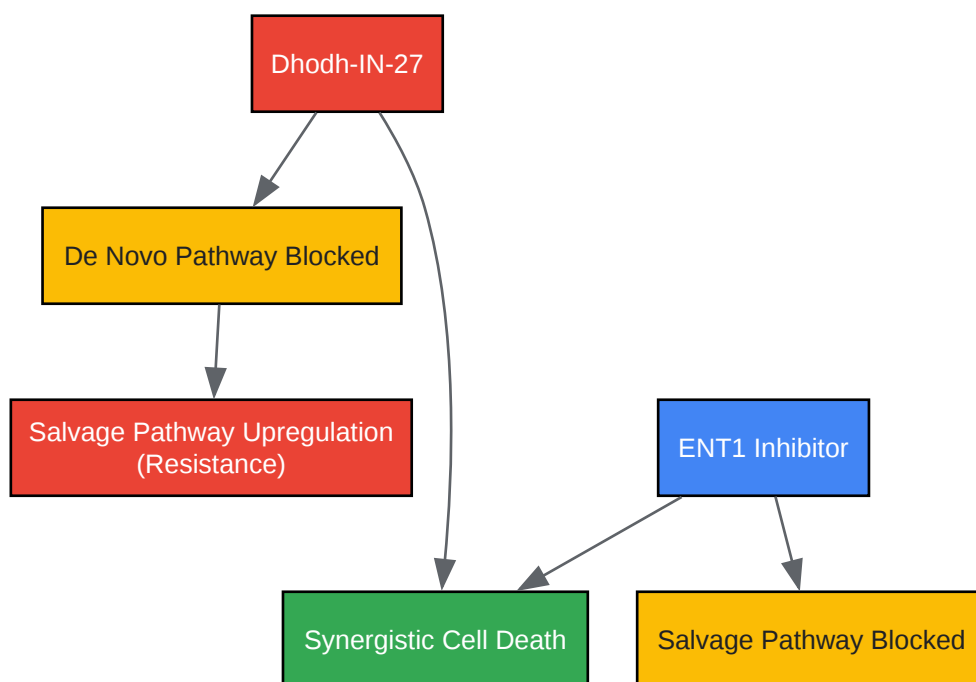 Dhodh-IN-27
De Novo Pathway Blocked
Salvage Pathway Upregulation
(Resistance)
ENT1 Inhibitor
Synergistic Cell Death
Salvage Pathway Blocked